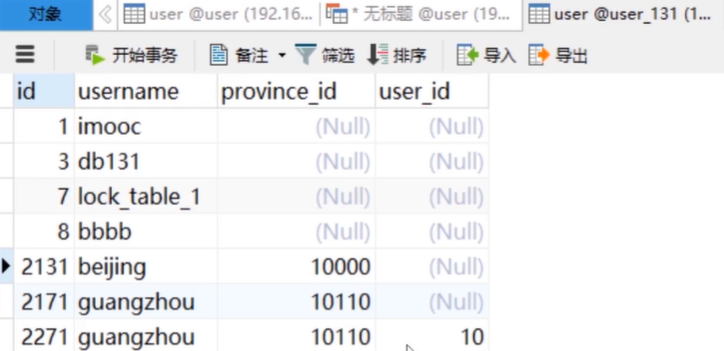 对象 user @user (192.16... * 无标题 @user (19... user @user_131 (1...
开始事务 备注 筛选 排序 导入 导出
id username province_id user_id
1 imooc (Null) (Null)
3 db131 (Null) (Null)
7 lock_table_1 (Null) (Null)
8 bbbb (Null) (Null)
2131 beijing 10000 (Null)
2171 guangzhou 10110 (Null)
2271 guangzhou 10110 10